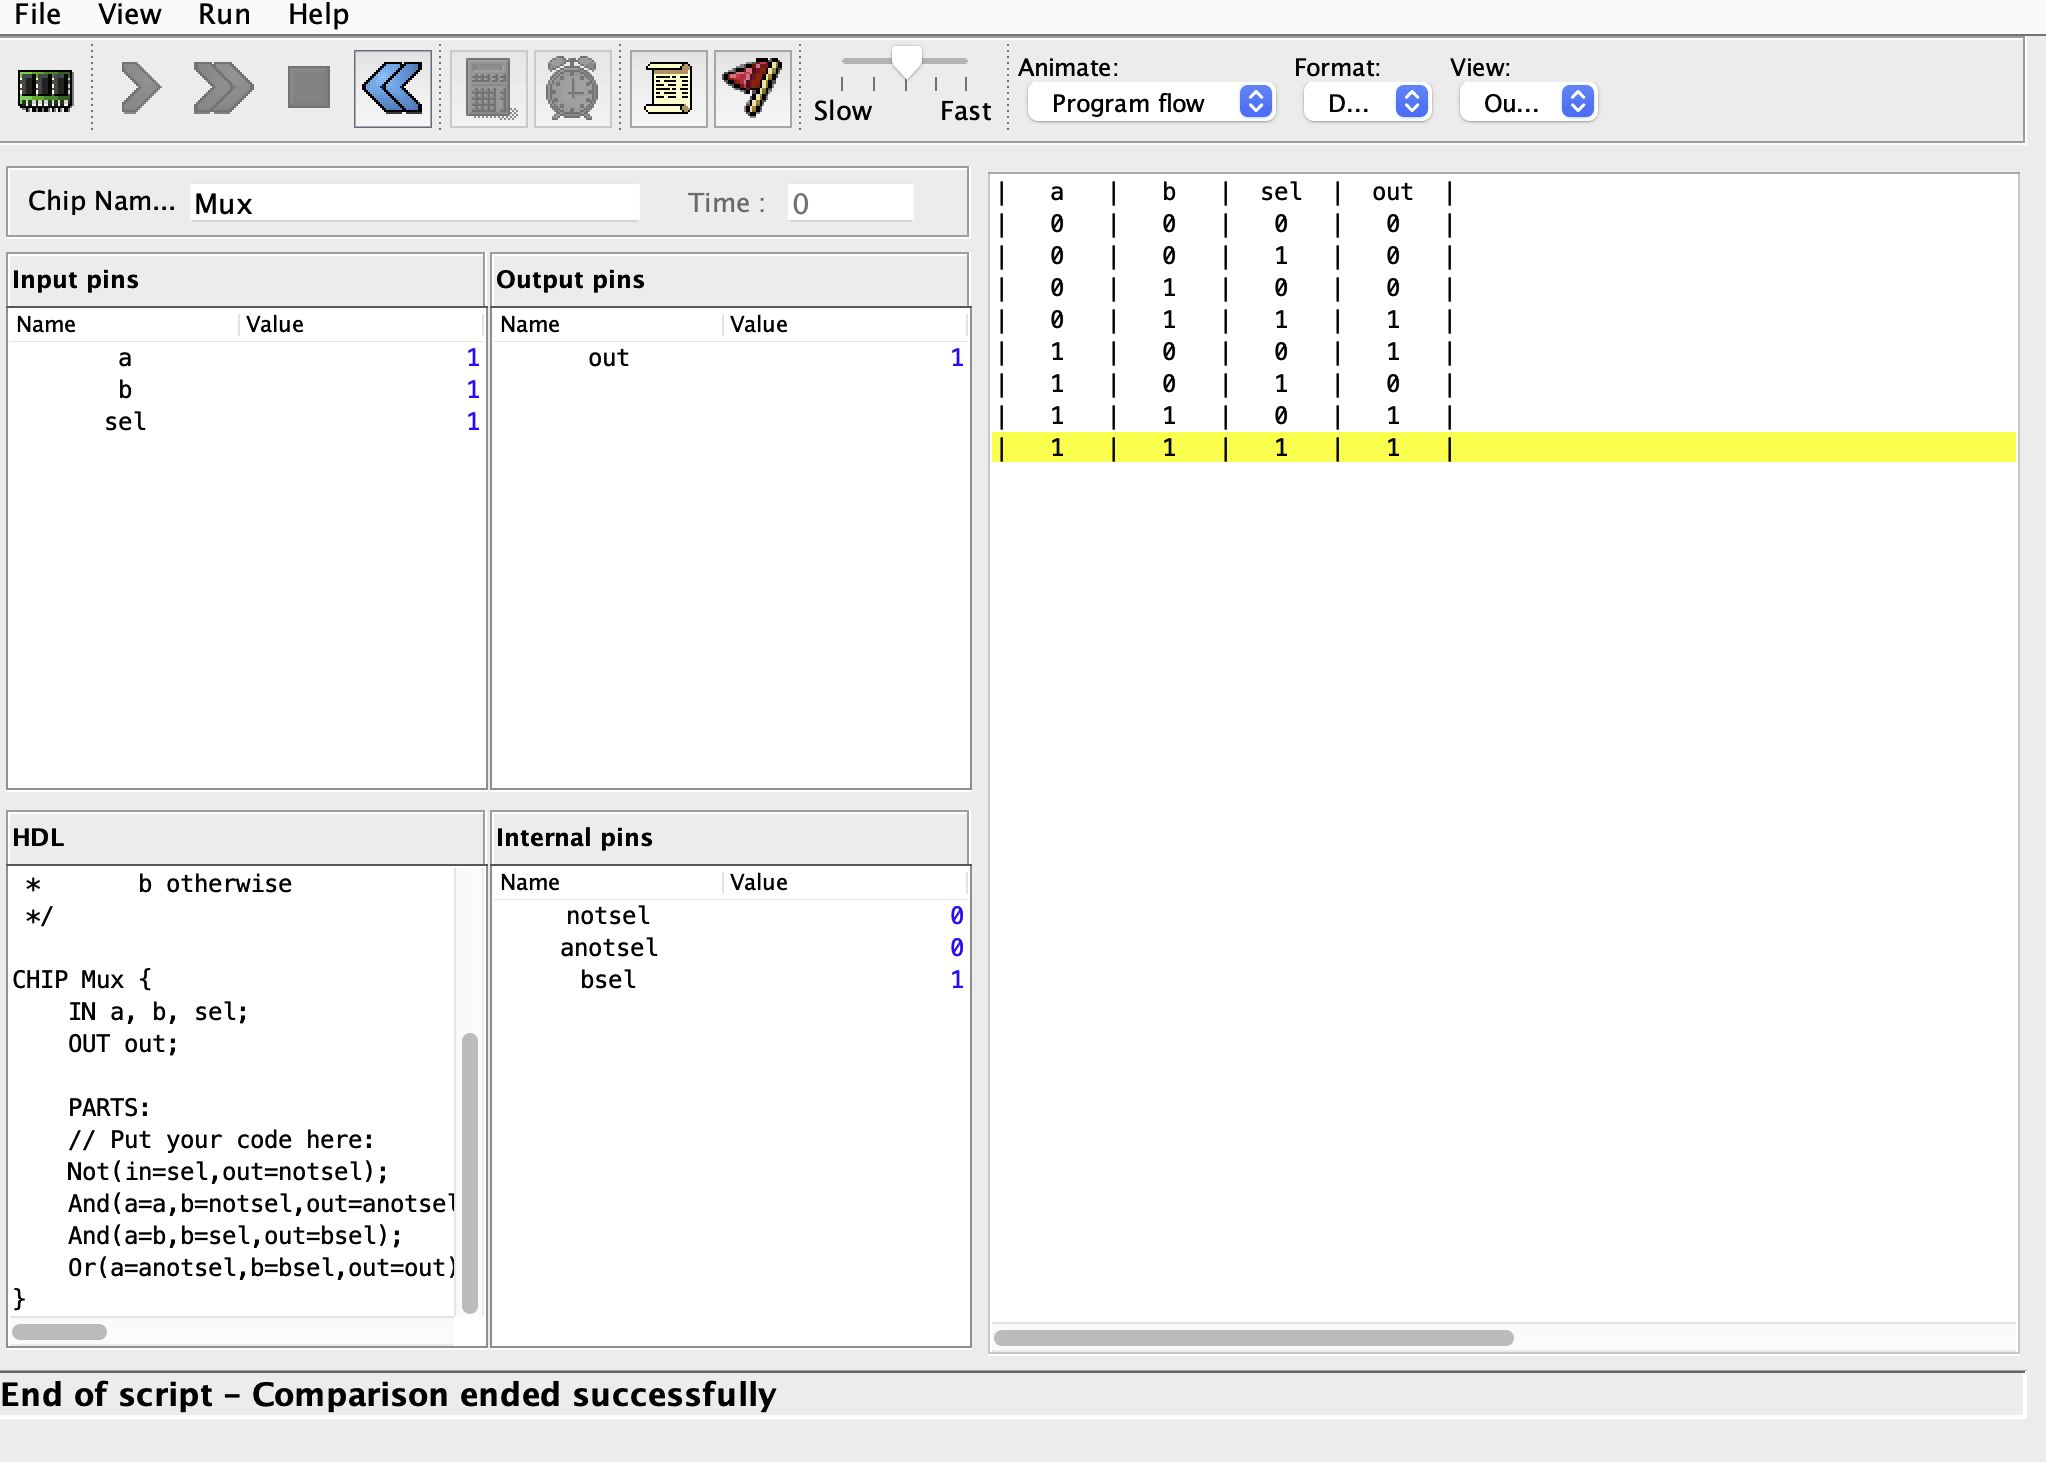 File View Run Help
Animate: Format: View:
Slow Fast Program flow D... Ou...
Chip Nam... Mux Time : 0
Input pins
Name Value
a 1
b 1
sel 1
Output pins
Name Value
out 1
HDL
* b otherwise
*/
CHIP Mux {
IN a, b, sel;
OUT out;
PARTS:
// Put your code here:
Not(in=sel,out=notsel);
And(a=a,b=notsel,out=anotsel
And(a=b,b=sel,out=bsel);
Or(a=anotsel,b=bsel,out=out)
}
Internal pins
Name Value
notsel 0
anotsel 0
bsel 1
| a | b | sel | out |
| 0 | 0 | 0 | 0 |
| 0 | 0 | 1 | 0 |
| 0 | 1 | 0 | 0 |
| 0 | 1 | 1 | 1 |
| 1 | 0 | 0 | 1 |
| 1 | 0 | 1 | 0 |
| 1 | 1 | 0 | 1 |
| 1 | 1 | 1 | 1 |
End of script – Comparison ended successfully